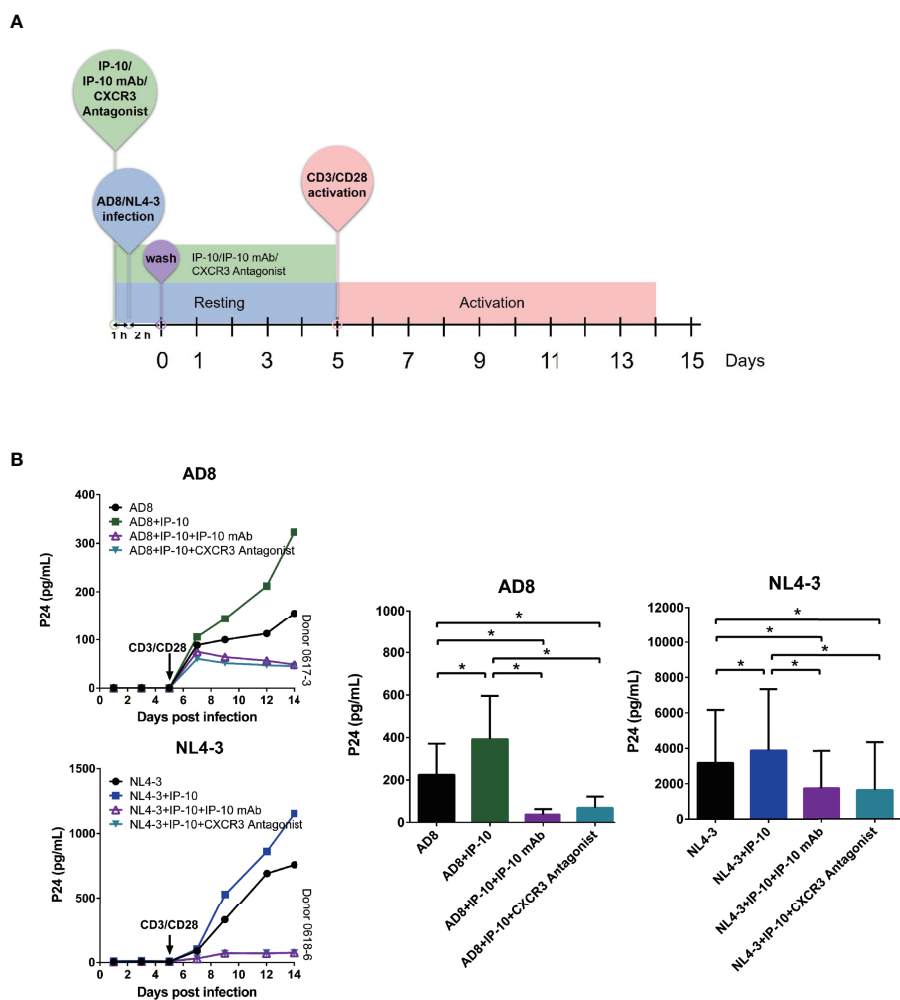 A
IP-10/
IP-10 mAb/
CXCR3
Antagonist
AD8/NL4-3
infection
CD3/CD28
activation
wash
IP-10/IP-10 mAb/
CXCR3 Antagonist
Resting
Activation
1 h 2 h
0 1 3 5 7 9 11 13 15 Days
B
AD8
400
300
200
100
0
P24 (pg/mL)
AD8
AD8+IP-10
AD8+IP-10+IP-10 mAb
AD8+IP-10+CXCR3 Antagonist
CD3/CD28
Donor 0617-3
0 2 4 6 8 10 12 14
Days post infection
NL4-3
1500
1000
500
0
P24 (pg/mL)
NL4-3
NL4-3+IP-10
NL4-3+IP-10+IP-10 mAb
NL4-3+IP-10+CXCR3 Antagonist
CD3/CD28
Donor 0618-6
0 2 4 6 8 10 12 14
Days post infection
AD8
1000
800
600
400
200
0
P24 (pg/mL)
*
*
*
* *
AD8
AD8+IP-10
AD8+IP-10+IP-10 mAb
AD8+IP-10+CXCR3 Antagonist
NL4-3
12000
10000
8000
6000
4000
2000
0
P24 (pg/mL)
*
*
*
* *
NL4-3
NL4-3+IP-10
NL4-3+IP-10+IP-10 mAb
NL4-3+IP-10+CXCR3 Antagonist